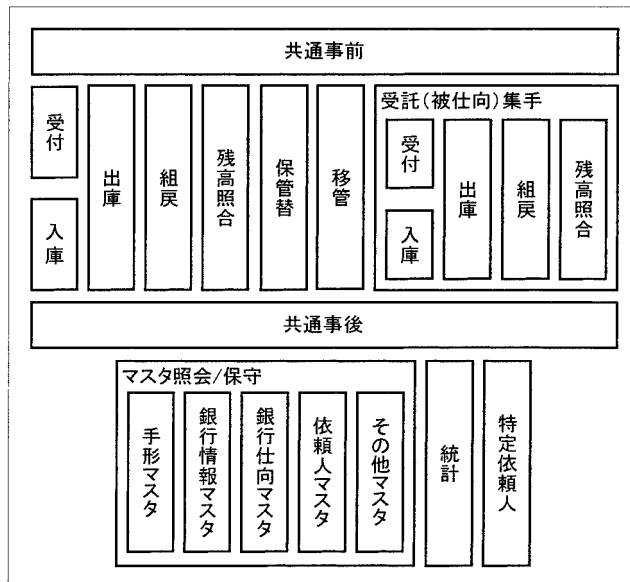 共通事前
受付
入庫
出庫
組戻
残高照合
保管替
移管
受託(被仕向)集手
受付
入庫
出庫
組戻
残高照合
共通事後
マスタ照会/保守
手形マスタ
銀行情報マスタ
銀行仕向マスタ
依頼人マスタ
その他マスタ
統計
特定依頼人